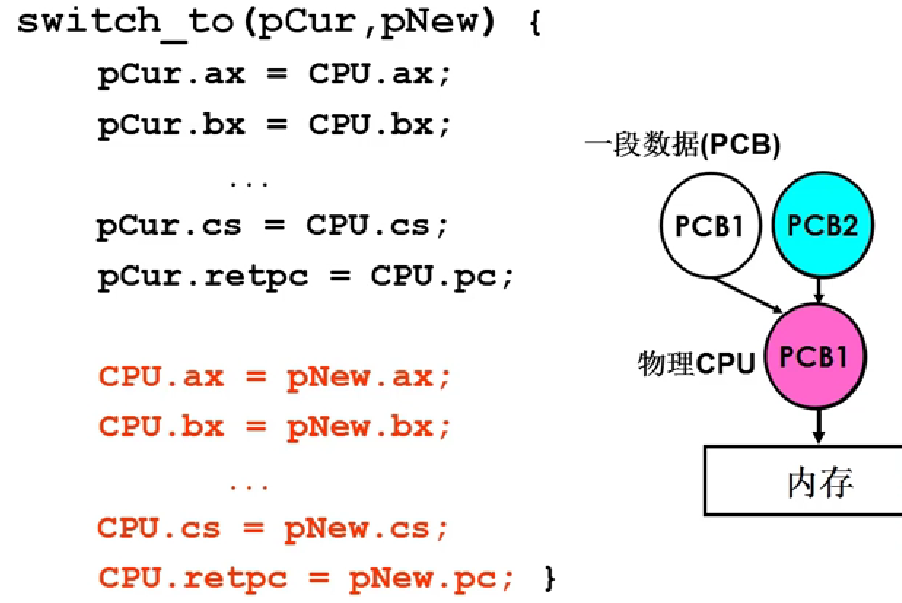 switch_to(pCur,pNew) {
pCur.ax = CPU.ax;
pCur.bx = CPU.bx;
...
pCur.cs = CPU.cs;
pCur.retpc = CPU.pc;
CPU.ax = pNew.ax;
CPU.bx = pNew.bx;
...
CPU.cs = pNew.cs;
CPU.retpc = pNew.pc; }
一段数据(PCB)
PCB1
PCB2
物理CPU
PCB1
内存